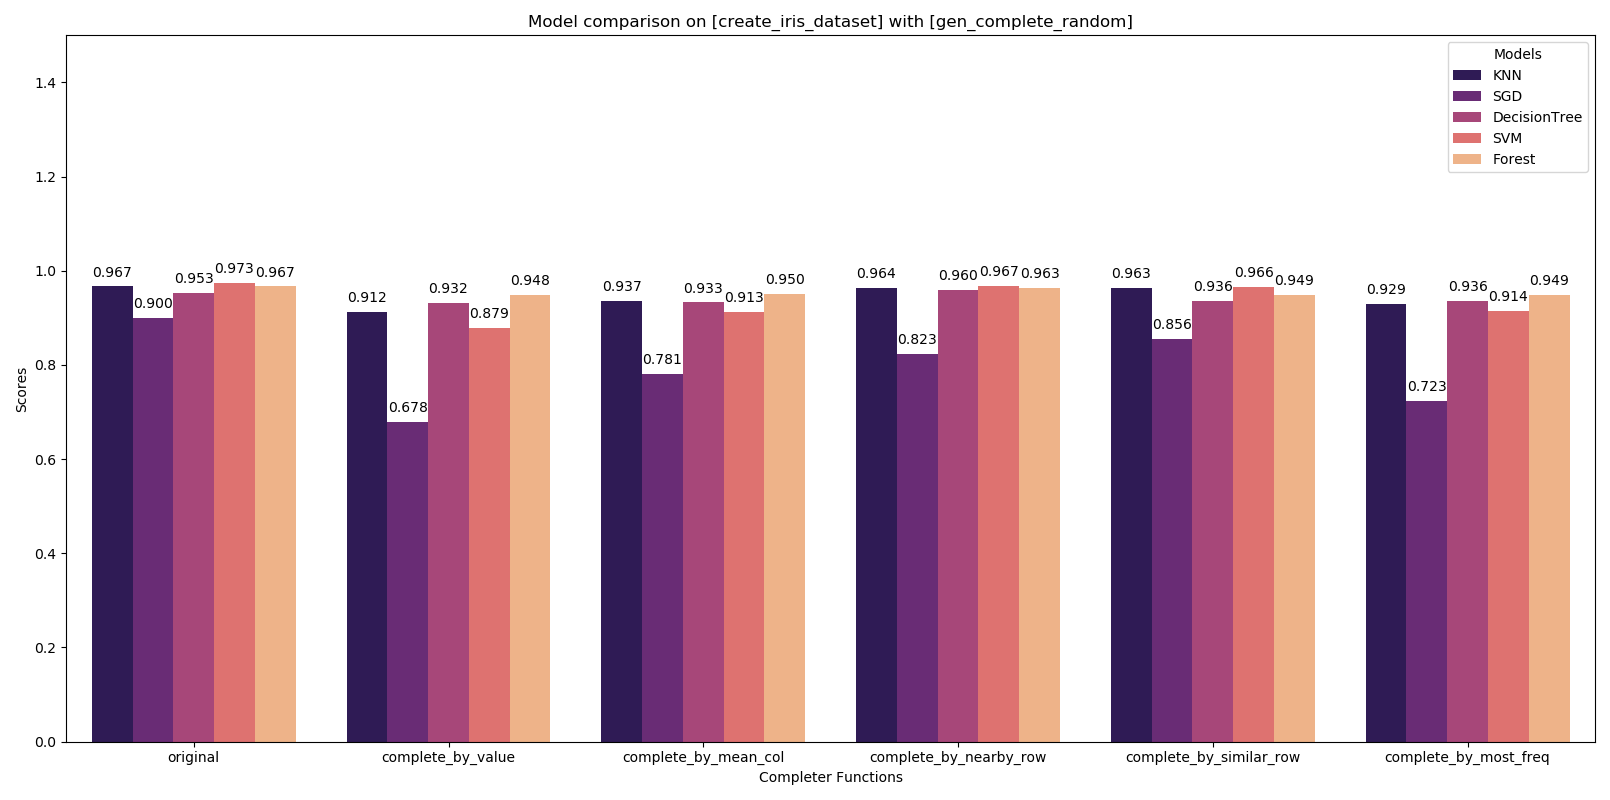 Model comparison on [create_iris_dataset] with [gen_complete_random]
Models
KNN
SGD
DecisionTree
SVM
Forest
Scores
1.4
1.2
1.0
0.8
0.6
0.4
0.2
0.0
0.967
0.900
0.953
0.973
0.967
0.912
0.678
0.932
0.879
0.948
0.937
0.781
0.933
0.913
0.950
0.964
0.823
0.960
0.967
0.963
0.963
0.856
0.936
0.966
0.949
0.929
0.723
0.936
0.914
0.949
original
complete_by_value
complete_by_mean_col
complete_by_nearby_row
complete_by_similar_row
complete_by_most_freq
Completer Functions